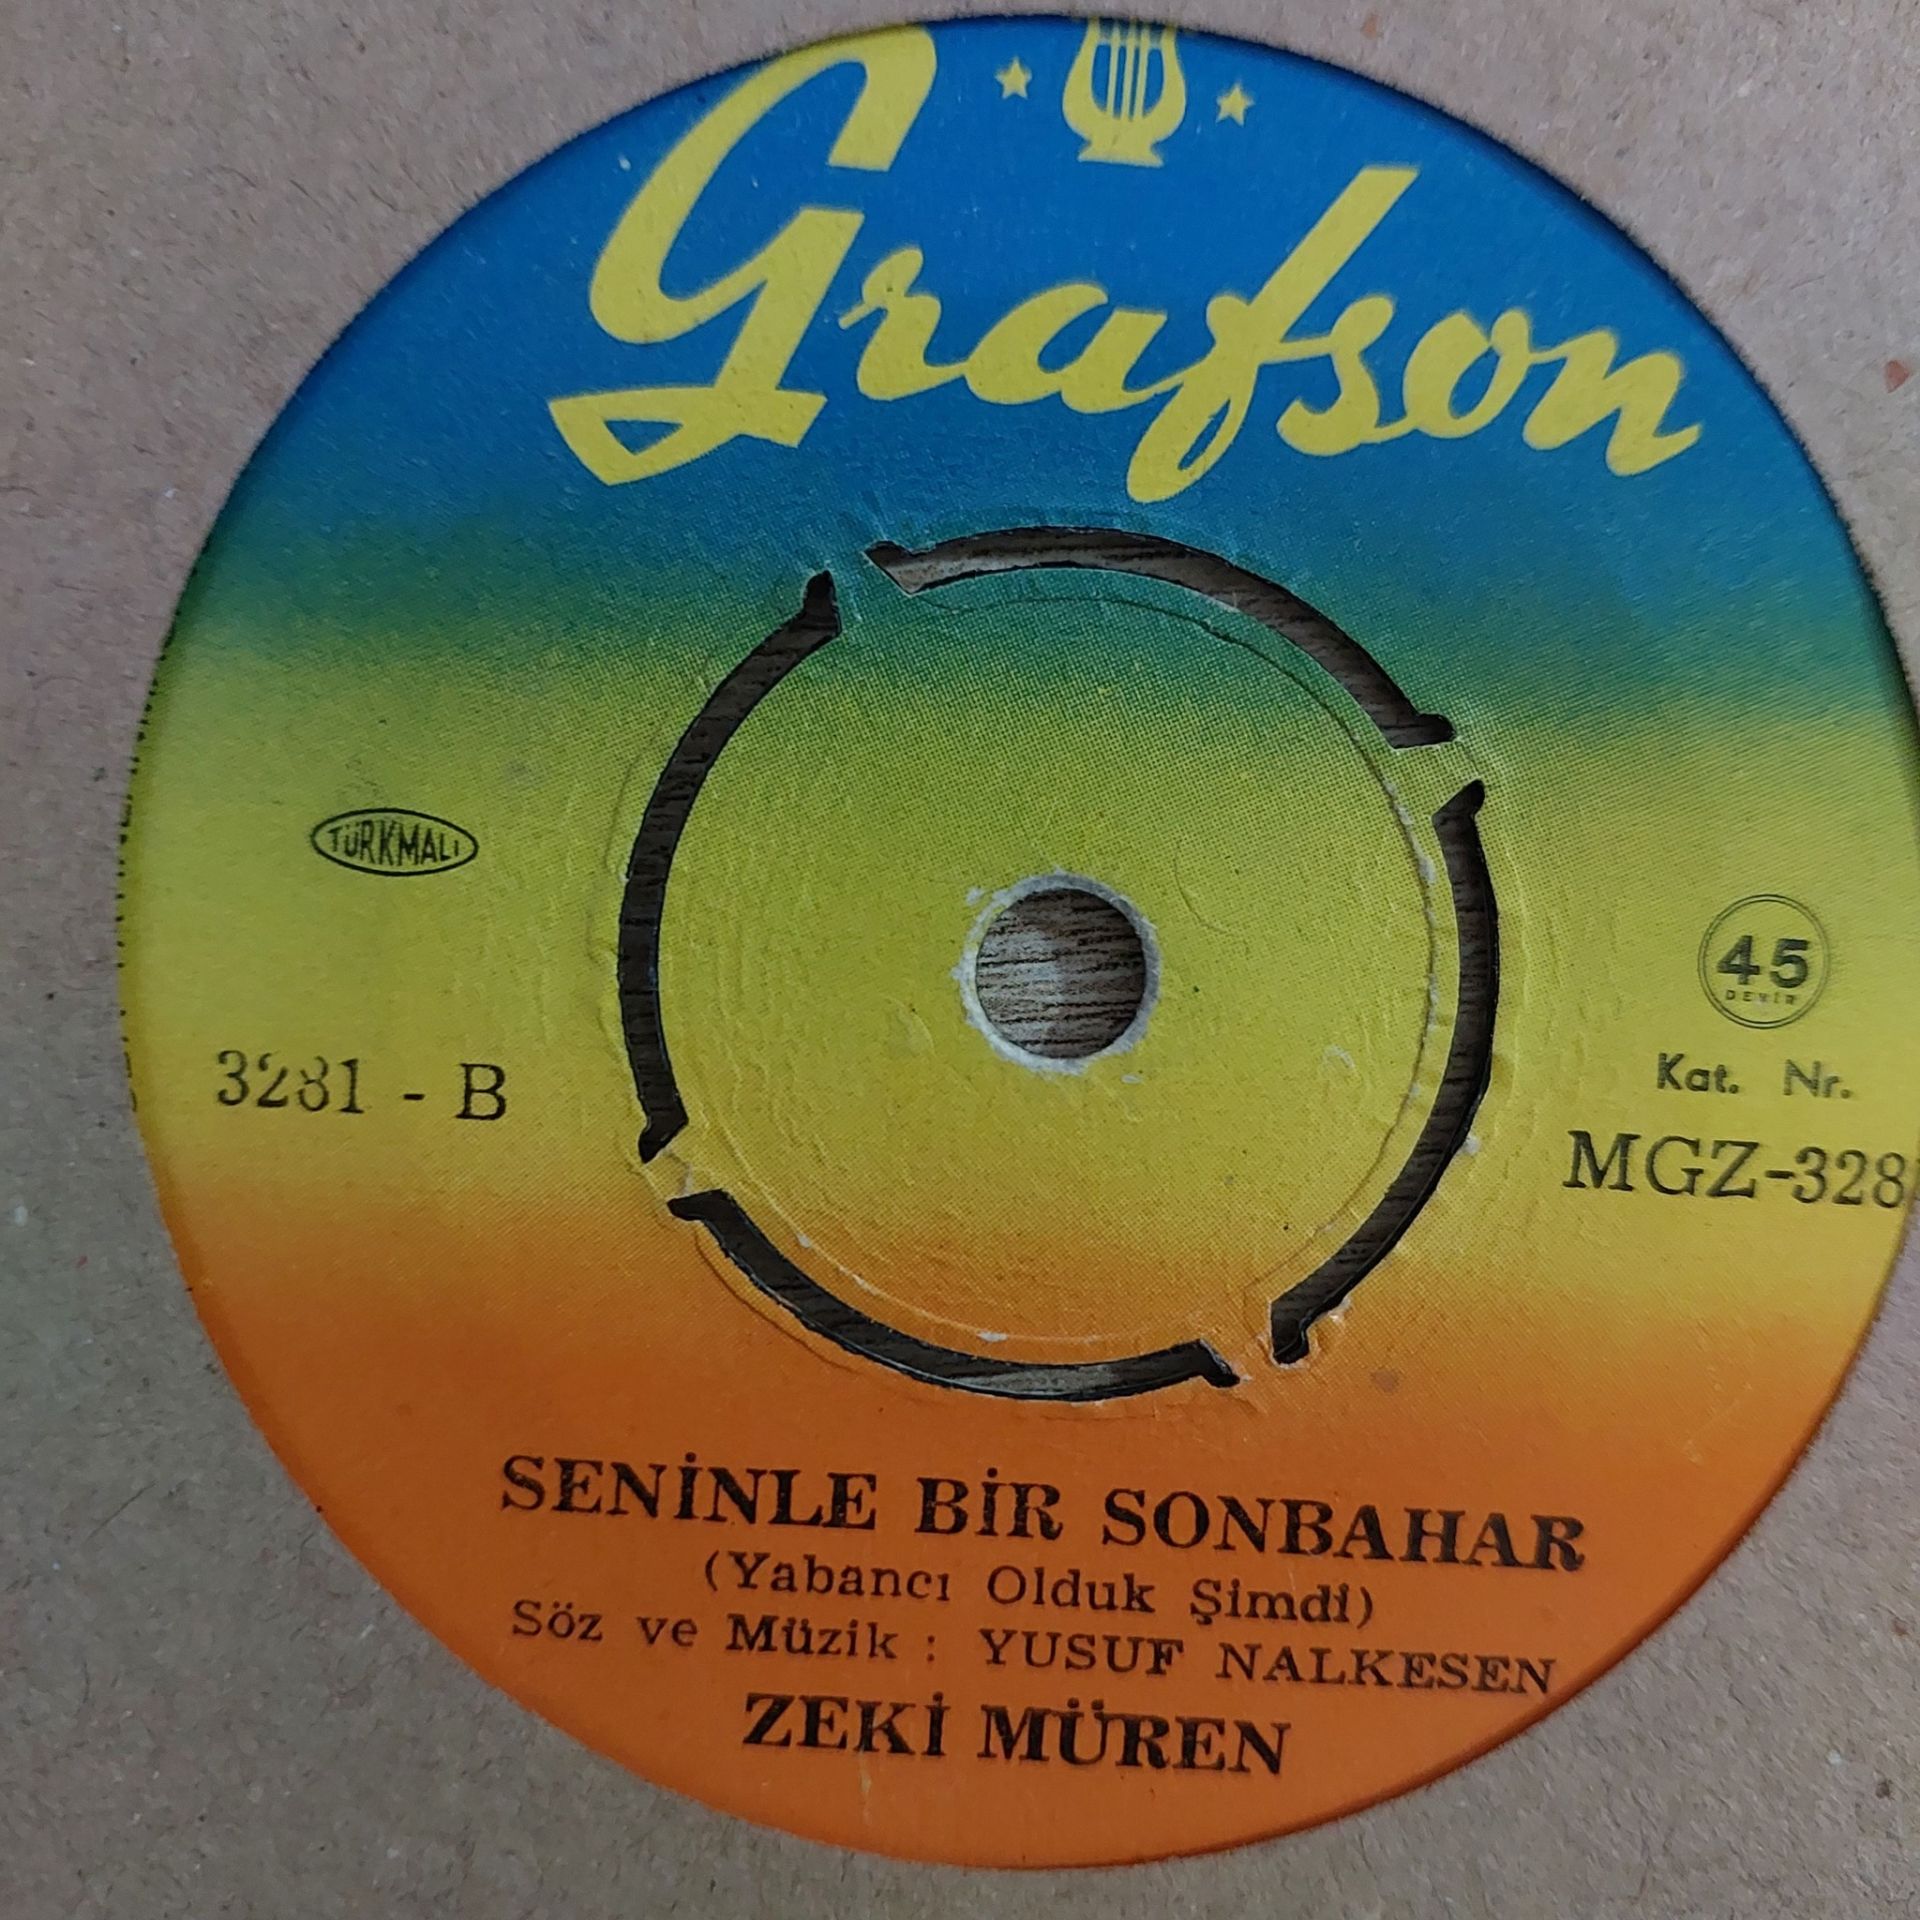 Grafson
TÜRKMALI
45
DEVİR
3281 - B
Kat. Nr.
MGZ-328
SENİNLE BİR SONBAHAR
(Yabancı Olduk Şimdi)
Söz ve Müzik : YUSUF NALKESEN
ZEKİ MÜREN